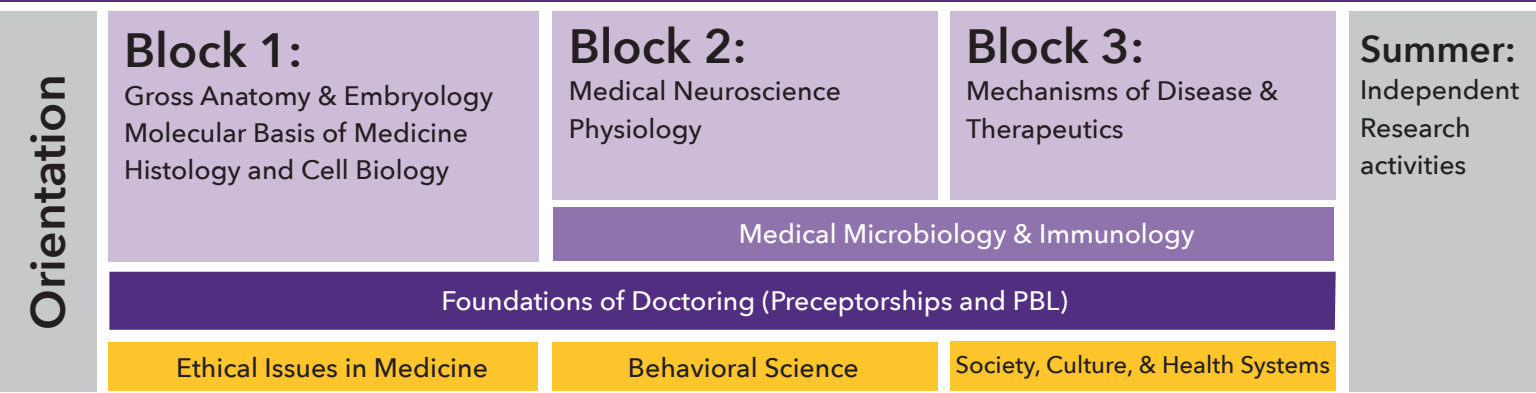 Orientation
Block 1:
Gross Anatomy & Embryology
Molecular Basis of Medicine
Histology and Cell Biology
Block 2:
Medical Neuroscience
Physiology
Block 3:
Mechanisms of Disease &
Therapeutics
Summer:
Independent
Research
activities
Medical Microbiology & Immunology
Foundations of Doctoring (Preceptorships and PBL)
Ethical Issues in Medicine
Behavioral Science
Society, Culture, & Health Systems